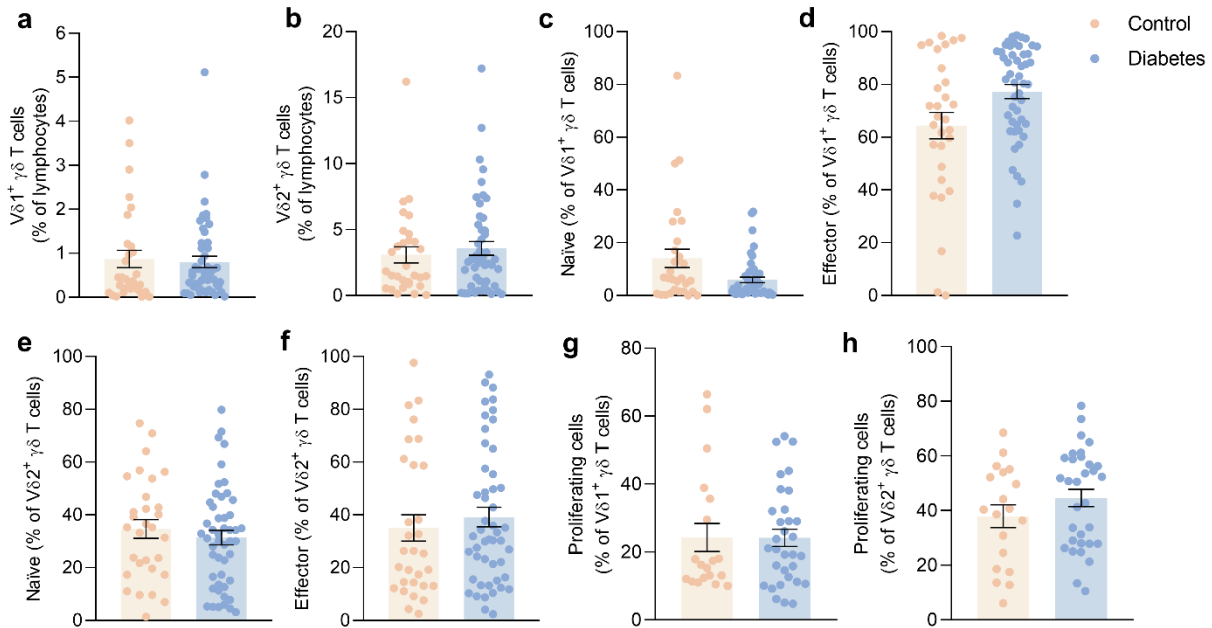 a
Vδ1⁺ γδ T cells
(% of lymphocytes)
6
5
4
3
2
1
0
b
Vδ2⁺ γδ T cells
(% of lymphocytes)
20
15
10
5
0
c
Naïve (% of Vδ1⁺ γδ T cells)
100
80
60
40
20
0
d
Effector (% of Vδ1⁺ γδ T cells)
100
80
60
40
20
0
Control
Diabetes
e
Naïve (% of Vδ2⁺ γδ T cells)
100
80
60
40
20
0
f
Effector (% of Vδ2⁺ γδ T cells)
100
80
60
40
20
0
g
Proliferating cells
(% of Vδ1⁺ γδ T cells)
80
60
40
20
0
h
Proliferating cells
(% of Vδ2⁺ γδ T cells)
100
80
60
40
20
0